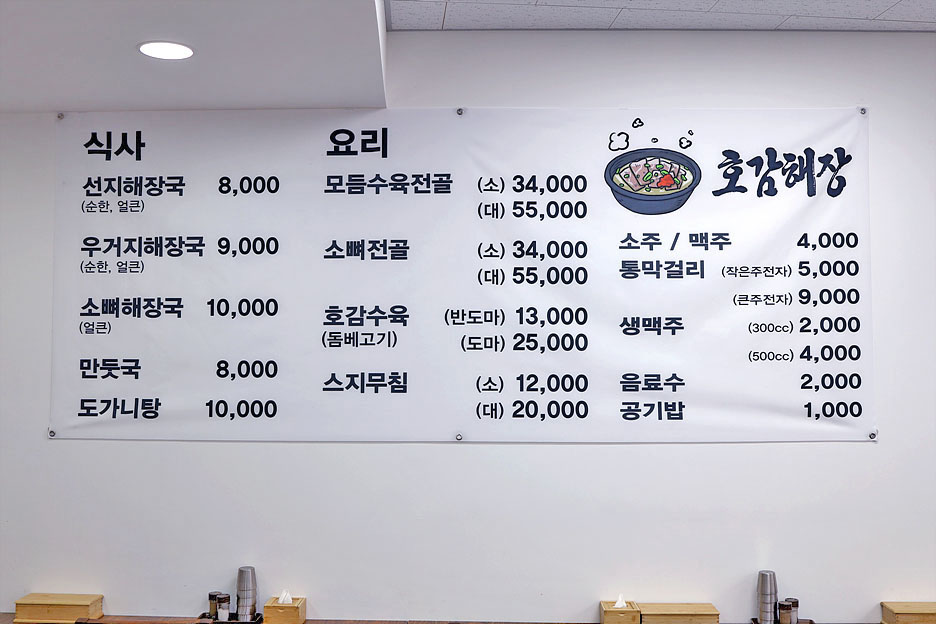 식사
선지해장국 8,000
(순한, 얼큰)
우거지해장국 9,000
(순한, 얼큰)
소뼈해장국 10,000
(얼큰)
만둣국 8,000
도가니탕 10,000
요리
모듬수육전골 (소) 34,000
(대) 55,000
소뼈전골 (소) 34,000
(대) 55,000
호감수육 (반도마) 13,000
(돔베고기) (도마) 25,000
스지무침 (소) 12,000
(대) 20,000
호감해장
소주 / 맥주 4,000
통막걸리 (작은주전자) 5,000
(큰주전자) 9,000
생맥주 (300cc) 2,000
(500cc) 4,000
음료수 2,000
공기밥 1,000